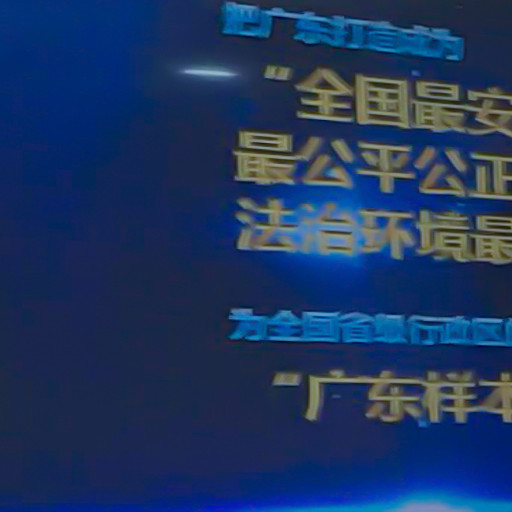 把广东打造成为
“全国最安
最公平公正
法治环境最
为全国省级行政区
“广东样本